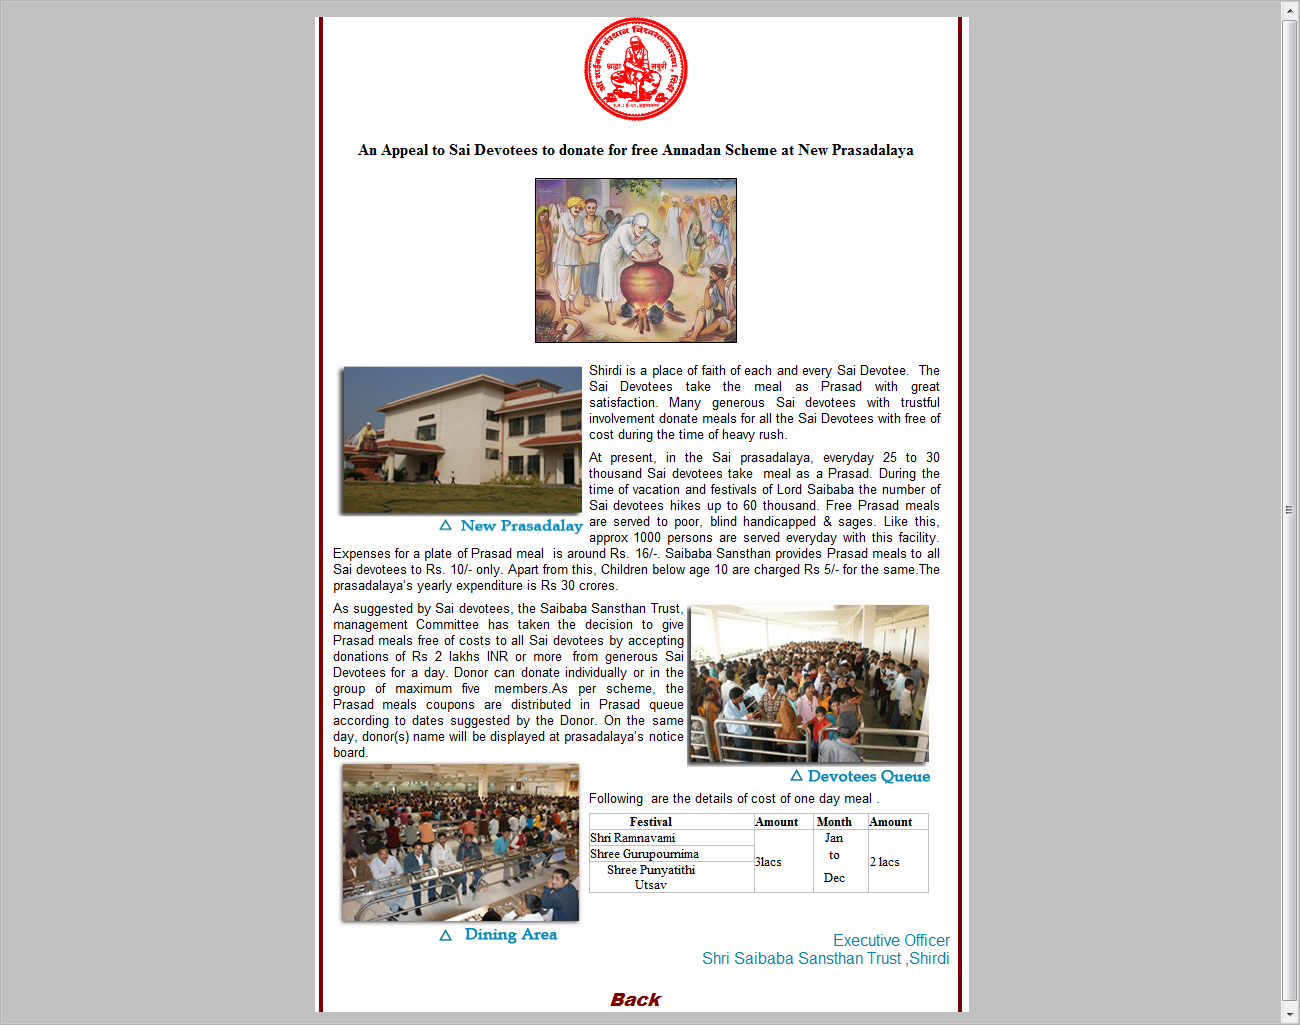 श्री साईबाबा संस्थान विश्वस्तव्यवस्था, शिर्डी
श्रद्धा सबुरी
An Appeal to Sai Devotees to donate for free Annadan Scheme at New Prasadalaya
Shirdi is a place of faith of each and every Sai Devotee. The
Sai Devotees take the meal as Prasad with great
satisfaction. Many generous Sai devotees with trustful
involvement donate meals for all the Sai Devotees with free of
cost during the time of heavy rush.
At present, in the Sai prasadalaya, everyday 25 to 30
thousand Sai devotees take meal as a Prasad. During the
time of vacation and festivals of Lord Saibaba the number of
Sai devotees hikes up to 60 thousand. Free Prasad meals
are served to poor, blind handicapped & sages. Like this,
approx 1000 persons are served everyday with this facility.
△ New Prasadalay
Expenses for a plate of Prasad meal is around Rs. 16/-. Saibaba Sansthan provides Prasad meals to all
Sai devotees to Rs. 10/- only. Apart from this, Children below age 10 are charged Rs 5/- for the same.The
prasadalaya's yearly expenditure is Rs 30 crores.
As suggested by Sai devotees, the Saibaba Sansthan Trust,
management Committee has taken the decision to give
Prasad meals free of costs to all Sai devotees by accepting
donations of Rs 2 lakhs INR or more from generous Sai
Devotees for a day. Donor can donate individually or in the
group of maximum five members.As per scheme, the
Prasad meals coupons are distributed in Prasad queue
according to dates suggested by the Donor. On the same
day, donor(s) name will be displayed at prasadalaya's notice
board.
△ Devotees Queue
Following are the details of cost of one day meal .
Festival Amount Month Amount
Shri Ramnavami
Shree Gurupournima
Shree Punyatithi
Utsav
3lacs
Jan
to
Dec
2 lacs
△ Dining Area
Executive Officer
Shri Saibaba Sansthan Trust ,Shirdi
Back